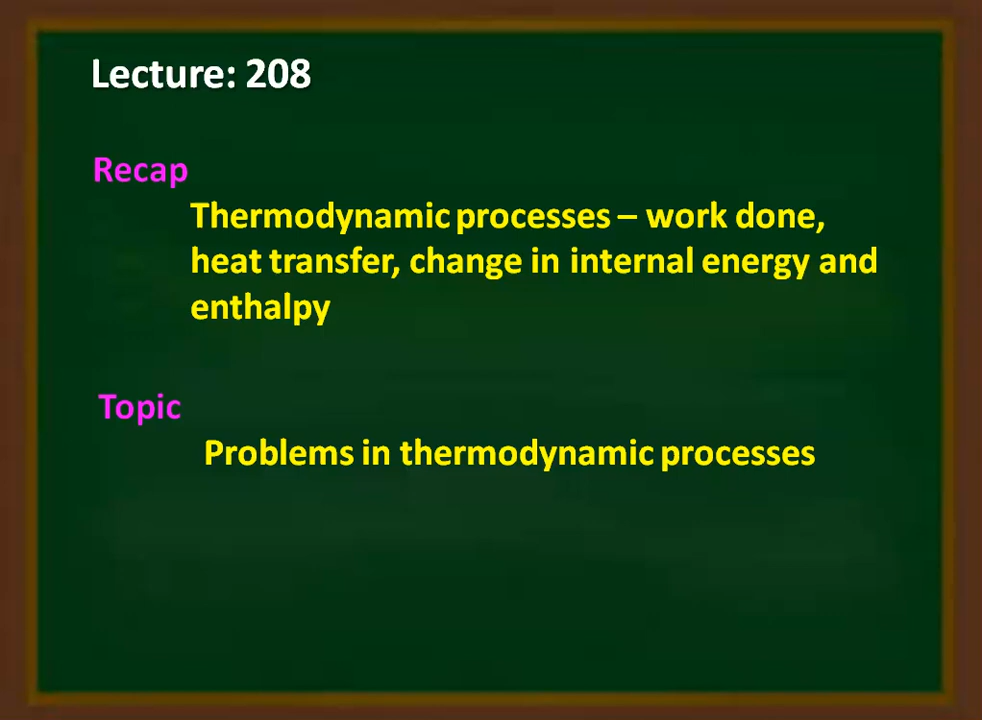 Lecture: 208
Recap
Thermodynamic processes – work done,
heat transfer, change in internal energy and
enthalpy
Topic
Problems in thermodynamic processes